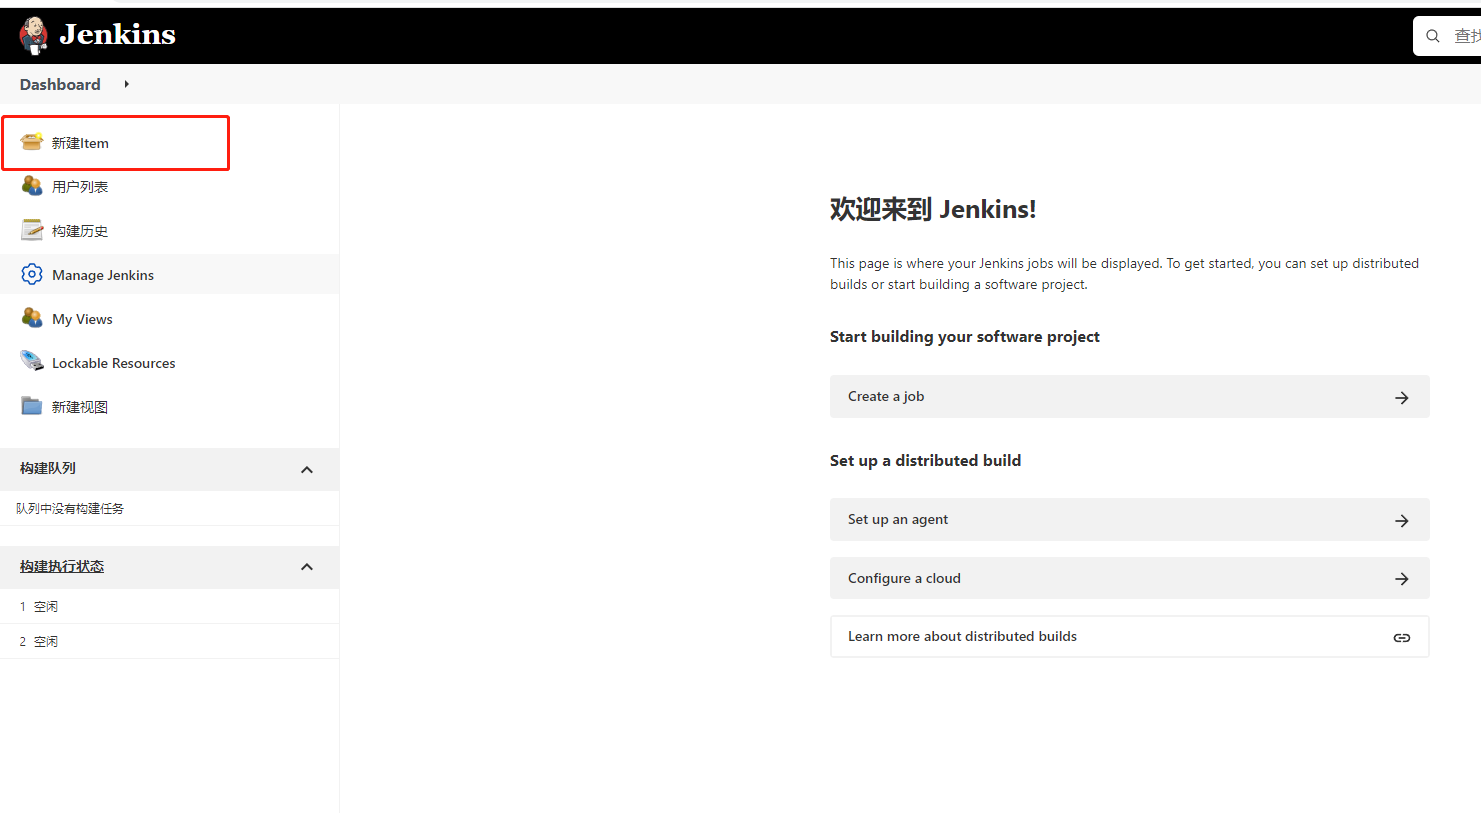 Jenkins
查找
Dashboard
新建Item
用户列表
构建历史
Manage Jenkins
My Views
Lockable Resources
新建视图
构建队列
队列中没有构建任务
构建执行状态
1 空闲
2 空闲
欢迎来到 Jenkins!
This page is where your Jenkins jobs will be displayed. To get started, you can set up distributed
builds or start building a software project.
Start building your software project
Create a job
Set up a distributed build
Set up an agent
Configure a cloud
Learn more about distributed builds